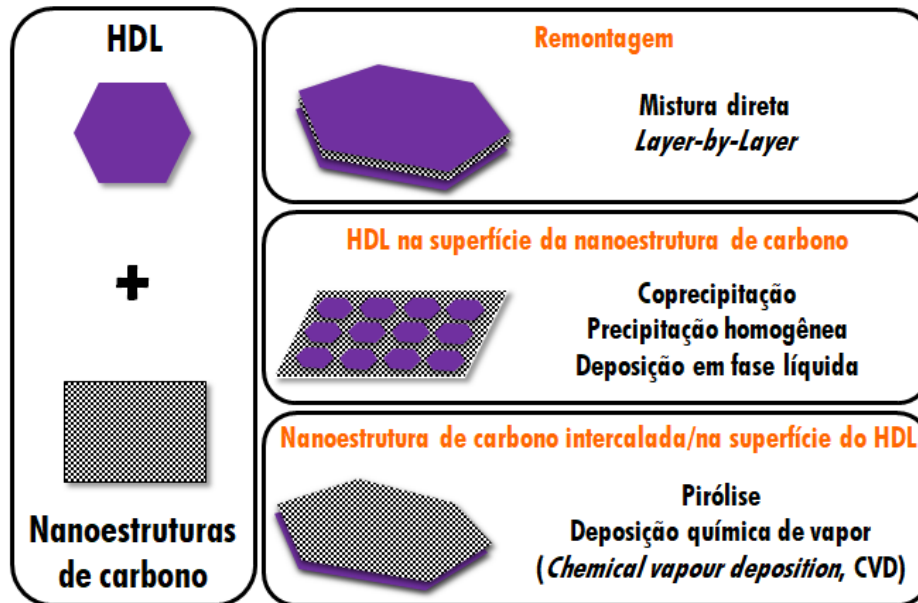 HDL
+
Nanoestruturas
de carbono
Remontagem
Mistura direta
Layer-by-Layer
HDL na superfície da nanoestrutura de carbono
Coprecipitação
Precipitação homogênea
Deposição em fase líquida
Nanoestrutura de carbono intercalada/na superfície do HDL
Pirólise
Deposição química de vapor
(Chemical vapour deposition, CVD)